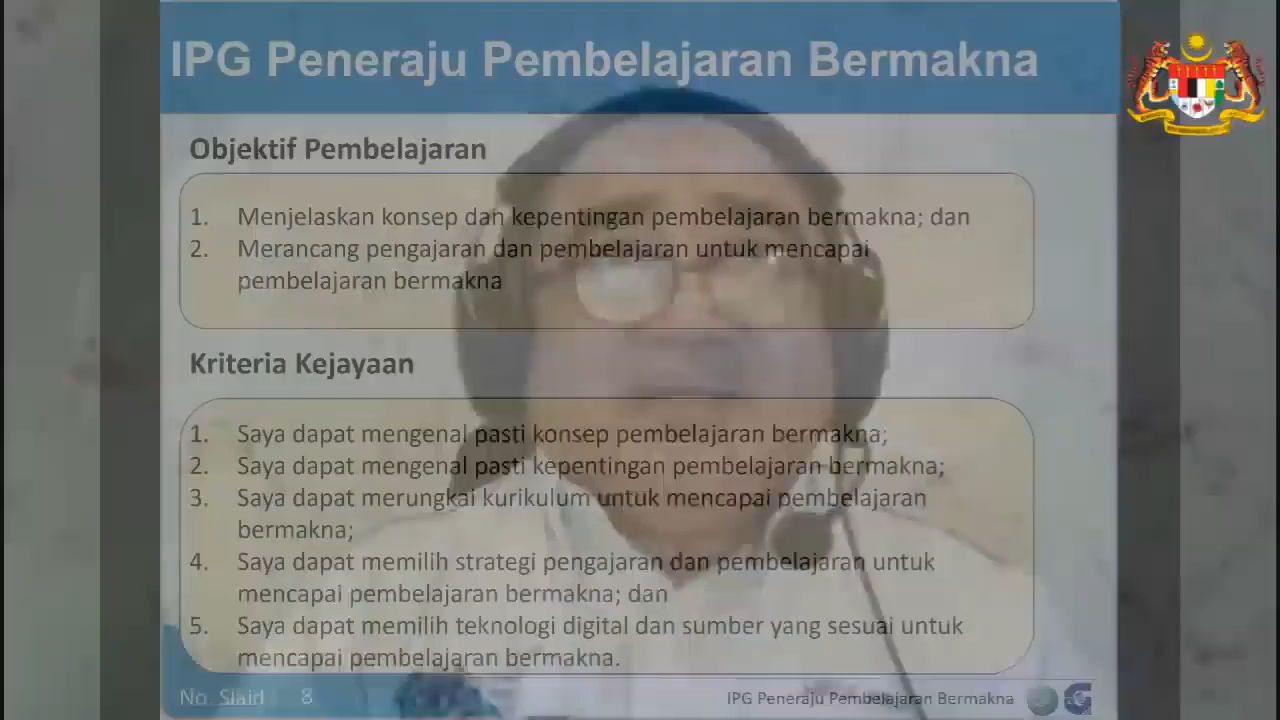 IPG Peneraju Pembelajaran Bermakna
Objektif Pembelajaran
1. Menjelaskan konsep dan kepentingan pembelajaran bermakna; dan
2. Merancang pengajaran dan pembelajaran untuk mencapai
pembelajaran bermakna
Kriteria Kejayaan
1. Saya dapat mengenal pasti konsep pembelajaran bermakna;
2. Saya dapat mengenal pasti kepentingan pembelajaran bermakna;
3. Saya dapat merungkai kurikulum untuk mencapai pembelajaran
bermakna;
4. Saya dapat memilih strategi pengajaran dan pembelajaran untuk
mencapai pembelajaran bermakna; dan
5. Saya dapat memilih teknologi digital dan sumber yang sesuai untuk
mencapai pembelajaran bermakna.
No. Slaid 8
IPG Peneraju Pembelajaran Bermakna